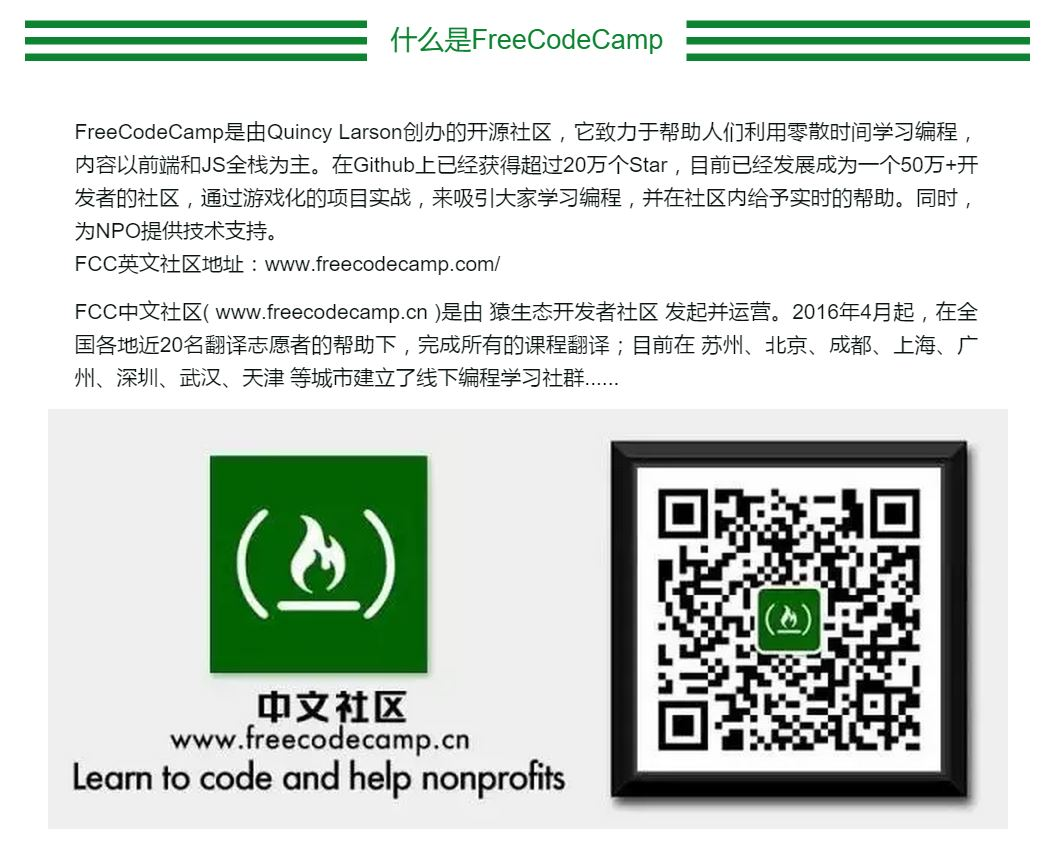 什么是FreeCodeCamp
FreeCodeCamp是由Quincy Larson创办的开源社区，它致力于帮助人们利用零散时间学习编程，
内容以前端和JS全栈为主。在Github上已经获得超过20万个Star，目前已经发展成为一个50万+开
发者的社区，通过游戏化的项目实战，来吸引大家学习编程，并在社区内给予实时的帮助。同时，
为NPO提供技术支持。
FCC英文社区地址：www.freecodecamp.com/
FCC中文社区( www.freecodecamp.cn )是由 猿生态开发者社区 发起并运营。2016年4月起，在全
国各地近20名翻译志愿者的帮助下，完成所有的课程翻译；目前在 苏州、北京、成都、上海、广
州、深圳、武汉、天津 等城市建立了线下编程学习社群......
中文社区
www.freecodecamp.cn
Learn to code and help nonprofits